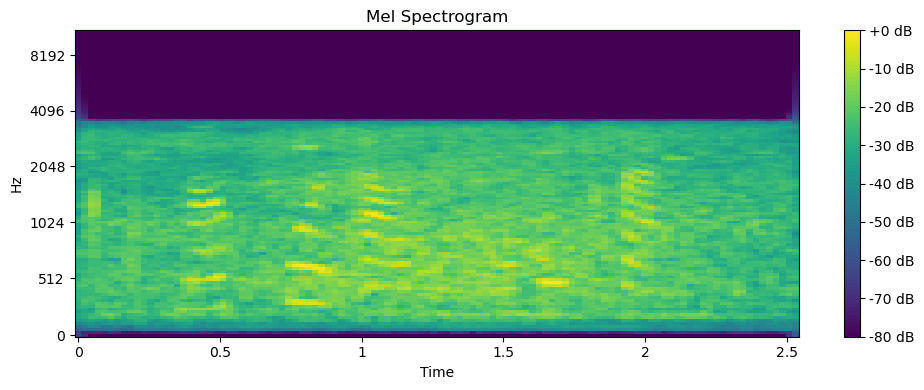 Mel Spectrogram
Hz
8192
4096
2048
1024
512
0
0 0.5 1 1.5 2 2.5
Time
+0 dB
-10 dB
-20 dB
-30 dB
-40 dB
-50 dB
-60 dB
-70 dB
-80 dB